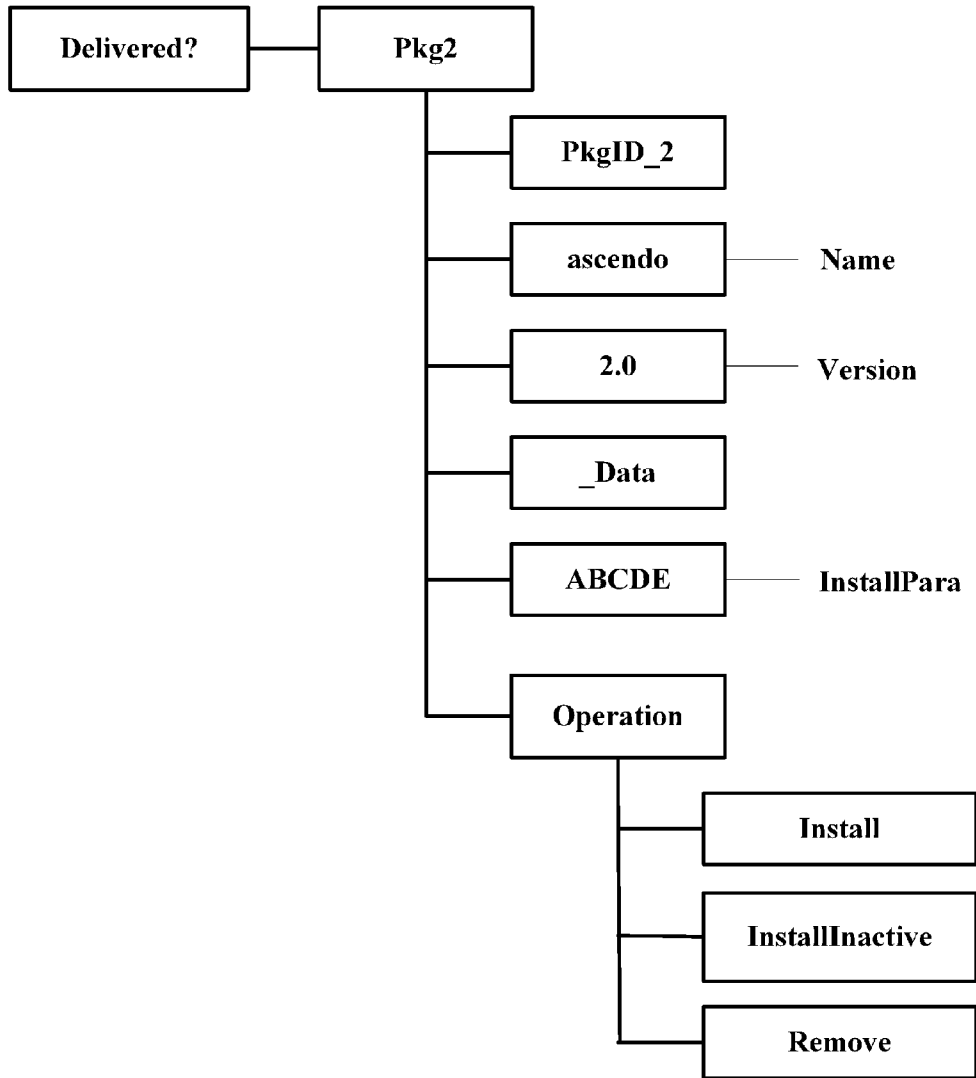 Delivered?
Pkg2
PkgID_2
ascendo
Name
2.0
Version
_Data
ABCDE
InstallPara
Operation
Install
InstallInactive
Remove